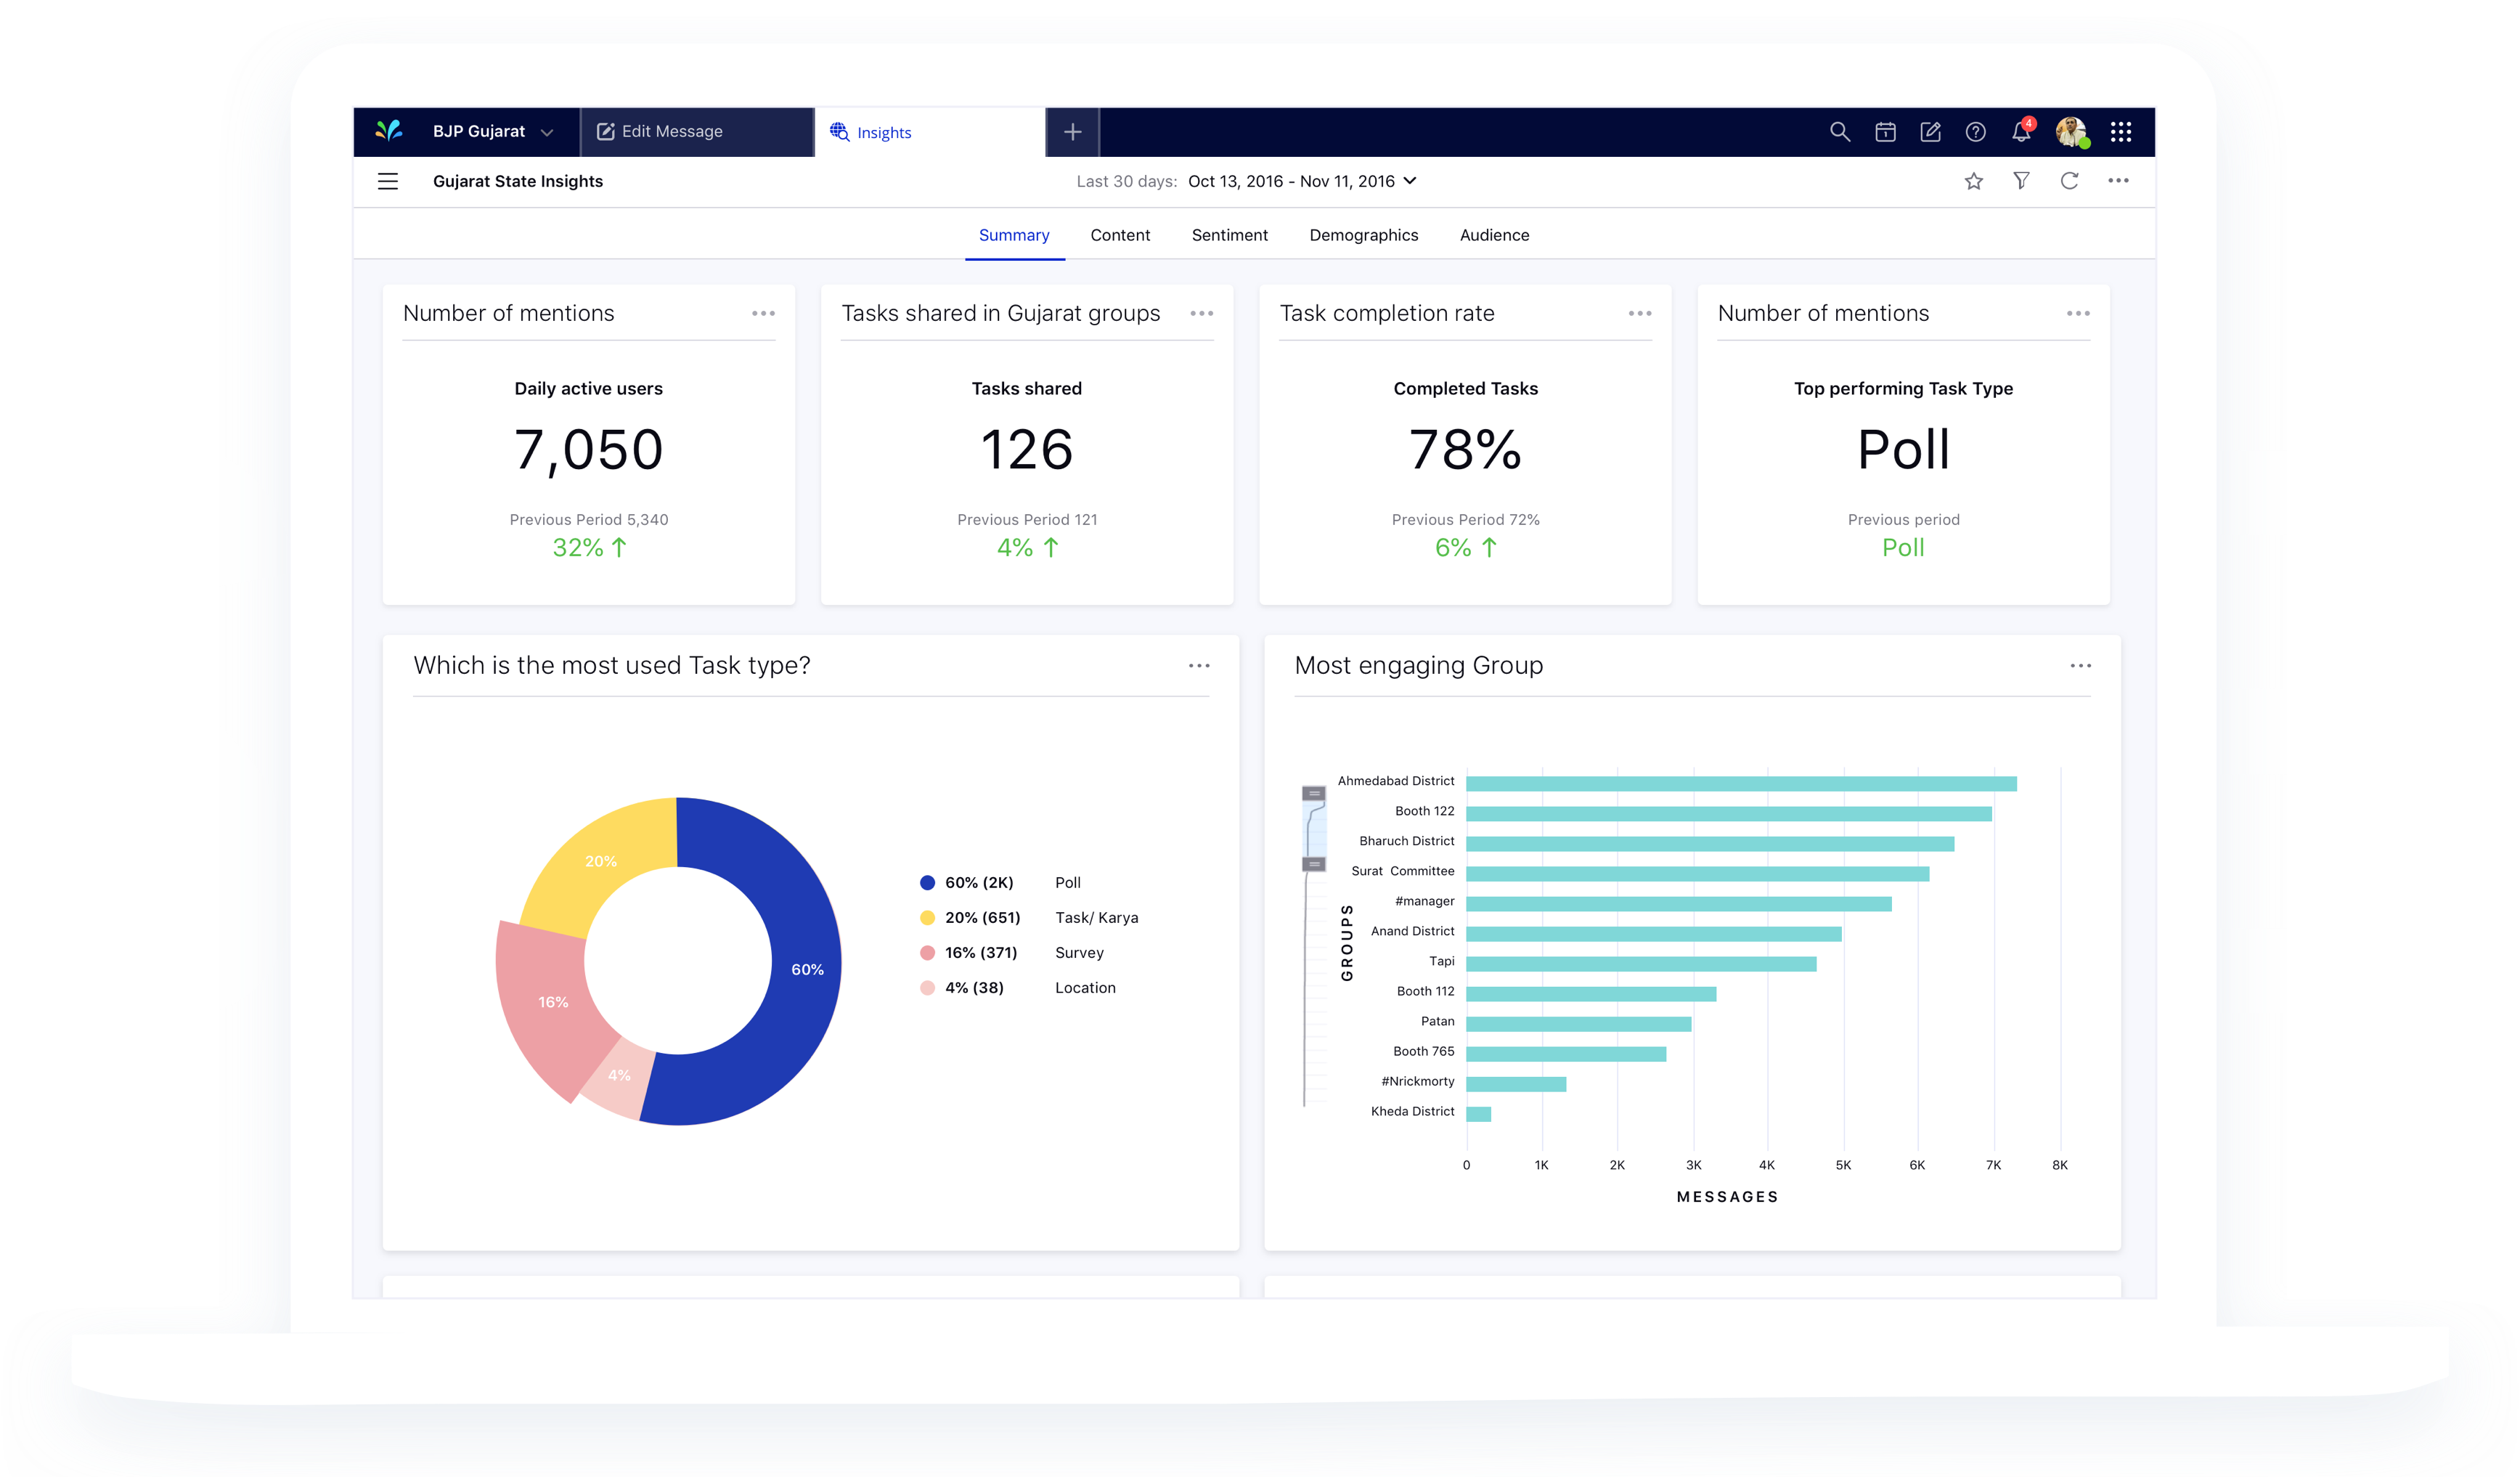 BJP Gujarat
Edit Message
Insights
4
Gujarat State Insights
Last 30 days: Oct 13, 2016 - Nov 11, 2016
Summary
Content
Sentiment
Demographics
Audience
Number of mentions
Daily active users
7,050
Previous Period 5,340
32%
Tasks shared in Gujarat groups
Tasks shared
126
Previous Period 121
4%
Task completion rate
Completed Tasks
78%
Previous Period 72%
6%
Number of mentions
Top performing Task Type
Poll
Previous period
Poll
Which is the most used Task type?
20%
60%
16%
4%
60% (2K) Poll
20% (651) Task/ Karya
16% (371) Survey
4% (38) Location
Most engaging Group
GROUPS
Ahmedabad District
Booth 122
Bharuch District
Surat Committee
#manager
Anand District
Tapi
Booth 112
Patan
Booth 765
#Nrickmorty
Kheda District
0 1K 2K 3K 4K 5K 6K 7K 8K
MESSAGES